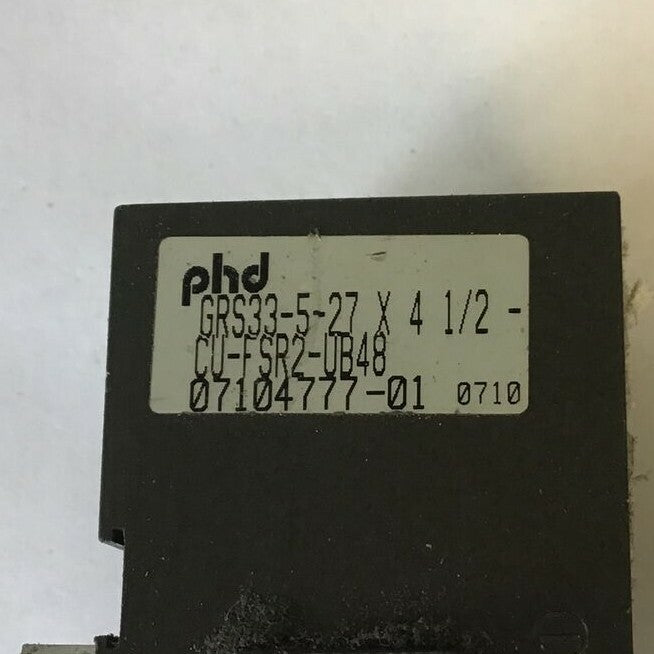 phd
GRS33-5-27 X 4 1/2 -
CU-FSR2-UB48
07104777-01 0710